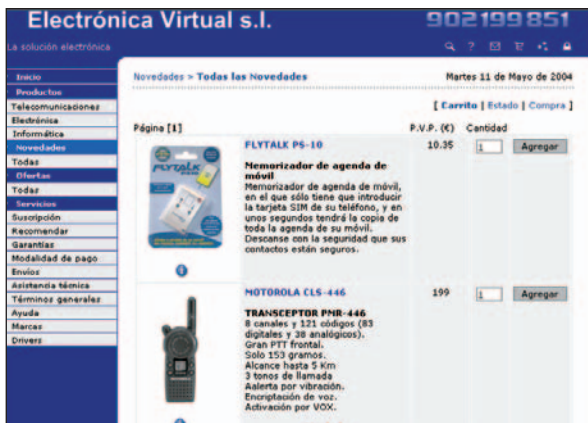 Electrónica Virtual s.l.
902199851
La solución electrónica
Inicio
Productos
Telecomunicaciones
Electrónica
Informática
Novedades
Todas
Ofertas
Todas
Servicios
Suscripción
Recomendar
Garantías
Modalidad de pago
Envíos
Asistencia técnica
Términos generales
Ayuda
Marcas
Drivers
Novedades > Todas las Novedades
Martes 11 de Mayo de 2004
[ Carrito | Estado | Compra ]
Página [1]
P.V.P. (€) Cantidad
FLYTALK
FLYTALK PS-10
10.35
1
Agregar
Memorizador de agenda de
móvil
Memorizador de agenda de móvil,
en el que sólo tiene que introducir
la tarjeta SIM de su teléfono, y en
unos segundos tendrá la copia de
toda la agenda de su móvil.
Descanse con la seguridad que sus
contactos están seguros.
MOTOROLA CLS-446
199
1
Agregar
TRANSCEPTOR PMR-446
8 canales y 121 códigos (83
digitales y 38 analógicos).
Gran PTT frontal.
Solo 153 gramos.
Alcance hasta 5 Km
3 tonos de llamada
Aalerta por vibración.
Encriptación de voz.
Activación por VOX.